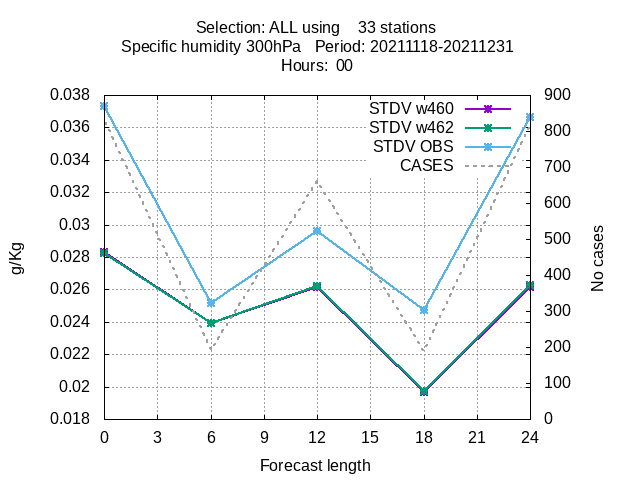 Selection: ALL using    33 stations
Specific humidity 300hPa   Period: 20211118-20211231
Hours:  00
0.038
0.036
0.034
0.032
0.03
0.028
0.026
0.024
0.022
0.02
0.018
900
800
700
600
500
400
300
200
100
0
STDV w460
STDV w462
STDV OBS
CASES
g/Kg
No cases
0 3 6 9 12 15 18 21 24
Forecast length